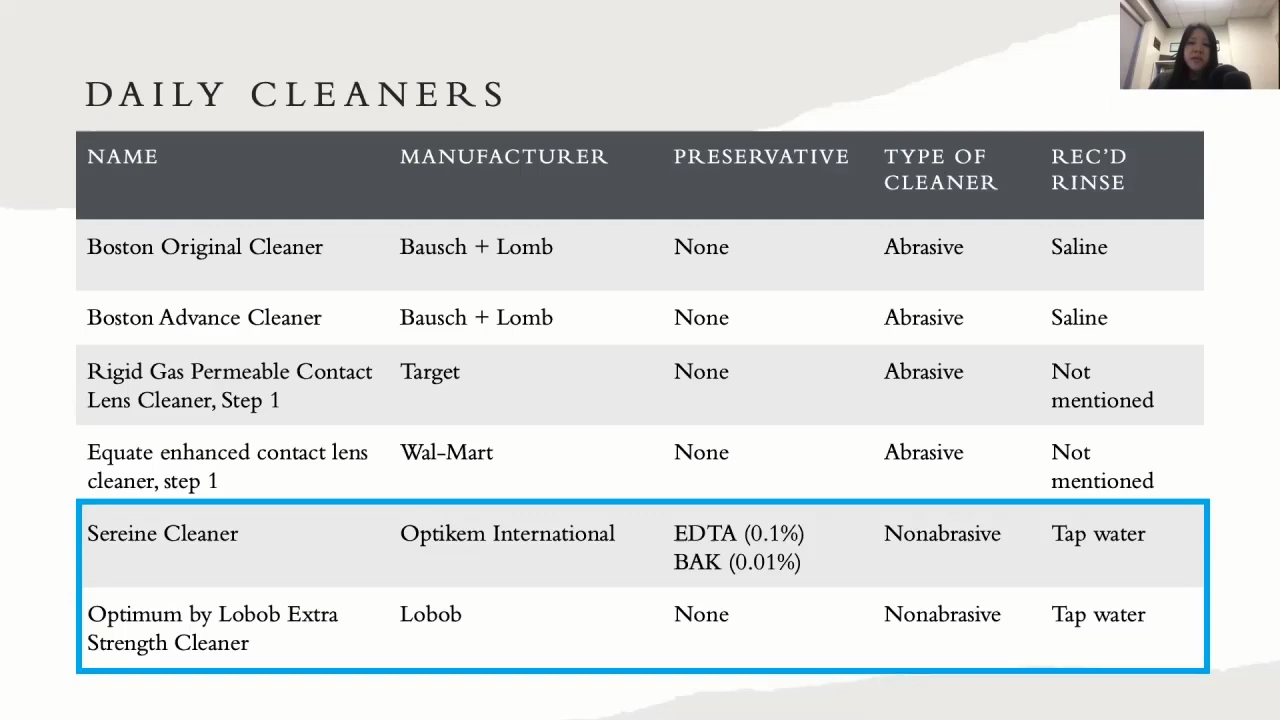 DAILY CLEANERS
NAME MANUFACTURER PRESERVATIVE TYPE OF CLEANER REC'D RINSE
Boston Original Cleaner Bausch + Lomb None Abrasive Saline
Boston Advance Cleaner Bausch + Lomb None Abrasive Saline
Rigid Gas Permeable Contact Lens Cleaner, Step 1 Target None Abrasive Not mentioned
Equate enhanced contact lens cleaner, step 1 Wal-Mart None Abrasive Not mentioned
Sereine Cleaner Optikem International EDTA (0.1%) BAK (0.01%) Nonabrasive Tap water
Optimum by Lobob Extra Strength Cleaner Lobob None Nonabrasive Tap water